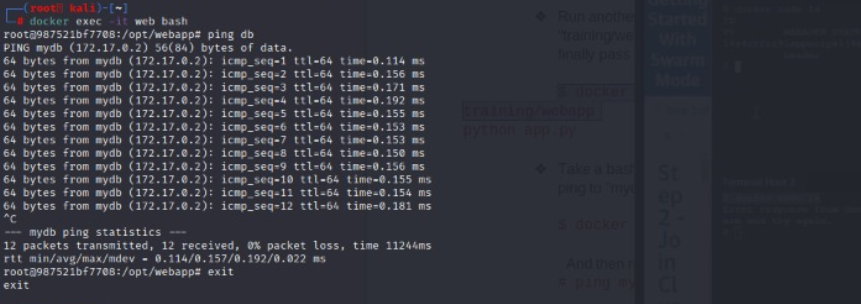 (root㉿ kali)-[~]
# docker exec -it web bash
root@987521bf7708:/opt/webapp# ping db
PING mydb (172.17.0.2) 56(84) bytes of data.
64 bytes from mydb (172.17.0.2): icmp_seq=1 ttl=64 time=0.114 ms
64 bytes from mydb (172.17.0.2): icmp_seq=2 ttl=64 time=0.156 ms
64 bytes from mydb (172.17.0.2): icmp_seq=3 ttl=64 time=0.171 ms
64 bytes from mydb (172.17.0.2): icmp_seq=4 ttl=64 time=0.192 ms
64 bytes from mydb (172.17.0.2): icmp_seq=5 ttl=64 time=0.155 ms
64 bytes from mydb (172.17.0.2): icmp_seq=6 ttl=64 time=0.153 ms
64 bytes from mydb (172.17.0.2): icmp_seq=7 ttl=64 time=0.153 ms
64 bytes from mydb (172.17.0.2): icmp_seq=8 ttl=64 time=0.150 ms
64 bytes from mydb (172.17.0.2): icmp_seq=9 ttl=64 time=0.156 ms
64 bytes from mydb (172.17.0.2): icmp_seq=10 ttl=64 time=0.155 ms
64 bytes from mydb (172.17.0.2): icmp_seq=11 ttl=64 time=0.154 ms
64 bytes from mydb (172.17.0.2): icmp_seq=12 ttl=64 time=0.181 ms
^C
--- mydb ping statistics ---
12 packets transmitted, 12 received, 0% packet loss, time 11244ms
rtt min/avg/max/mdev = 0.114/0.157/0.192/0.022 ms
root@987521bf7708:/opt/webapp# exit
exit
❖ Run another
"training/we
finally pass
# docker
training/webapp
python app.py
❖ Take a bash
ping to "my
$ docker
And then
# ping my
Getting
Started
With
Swarm
Mode
St
ep
2 -
Jo
in
Cl